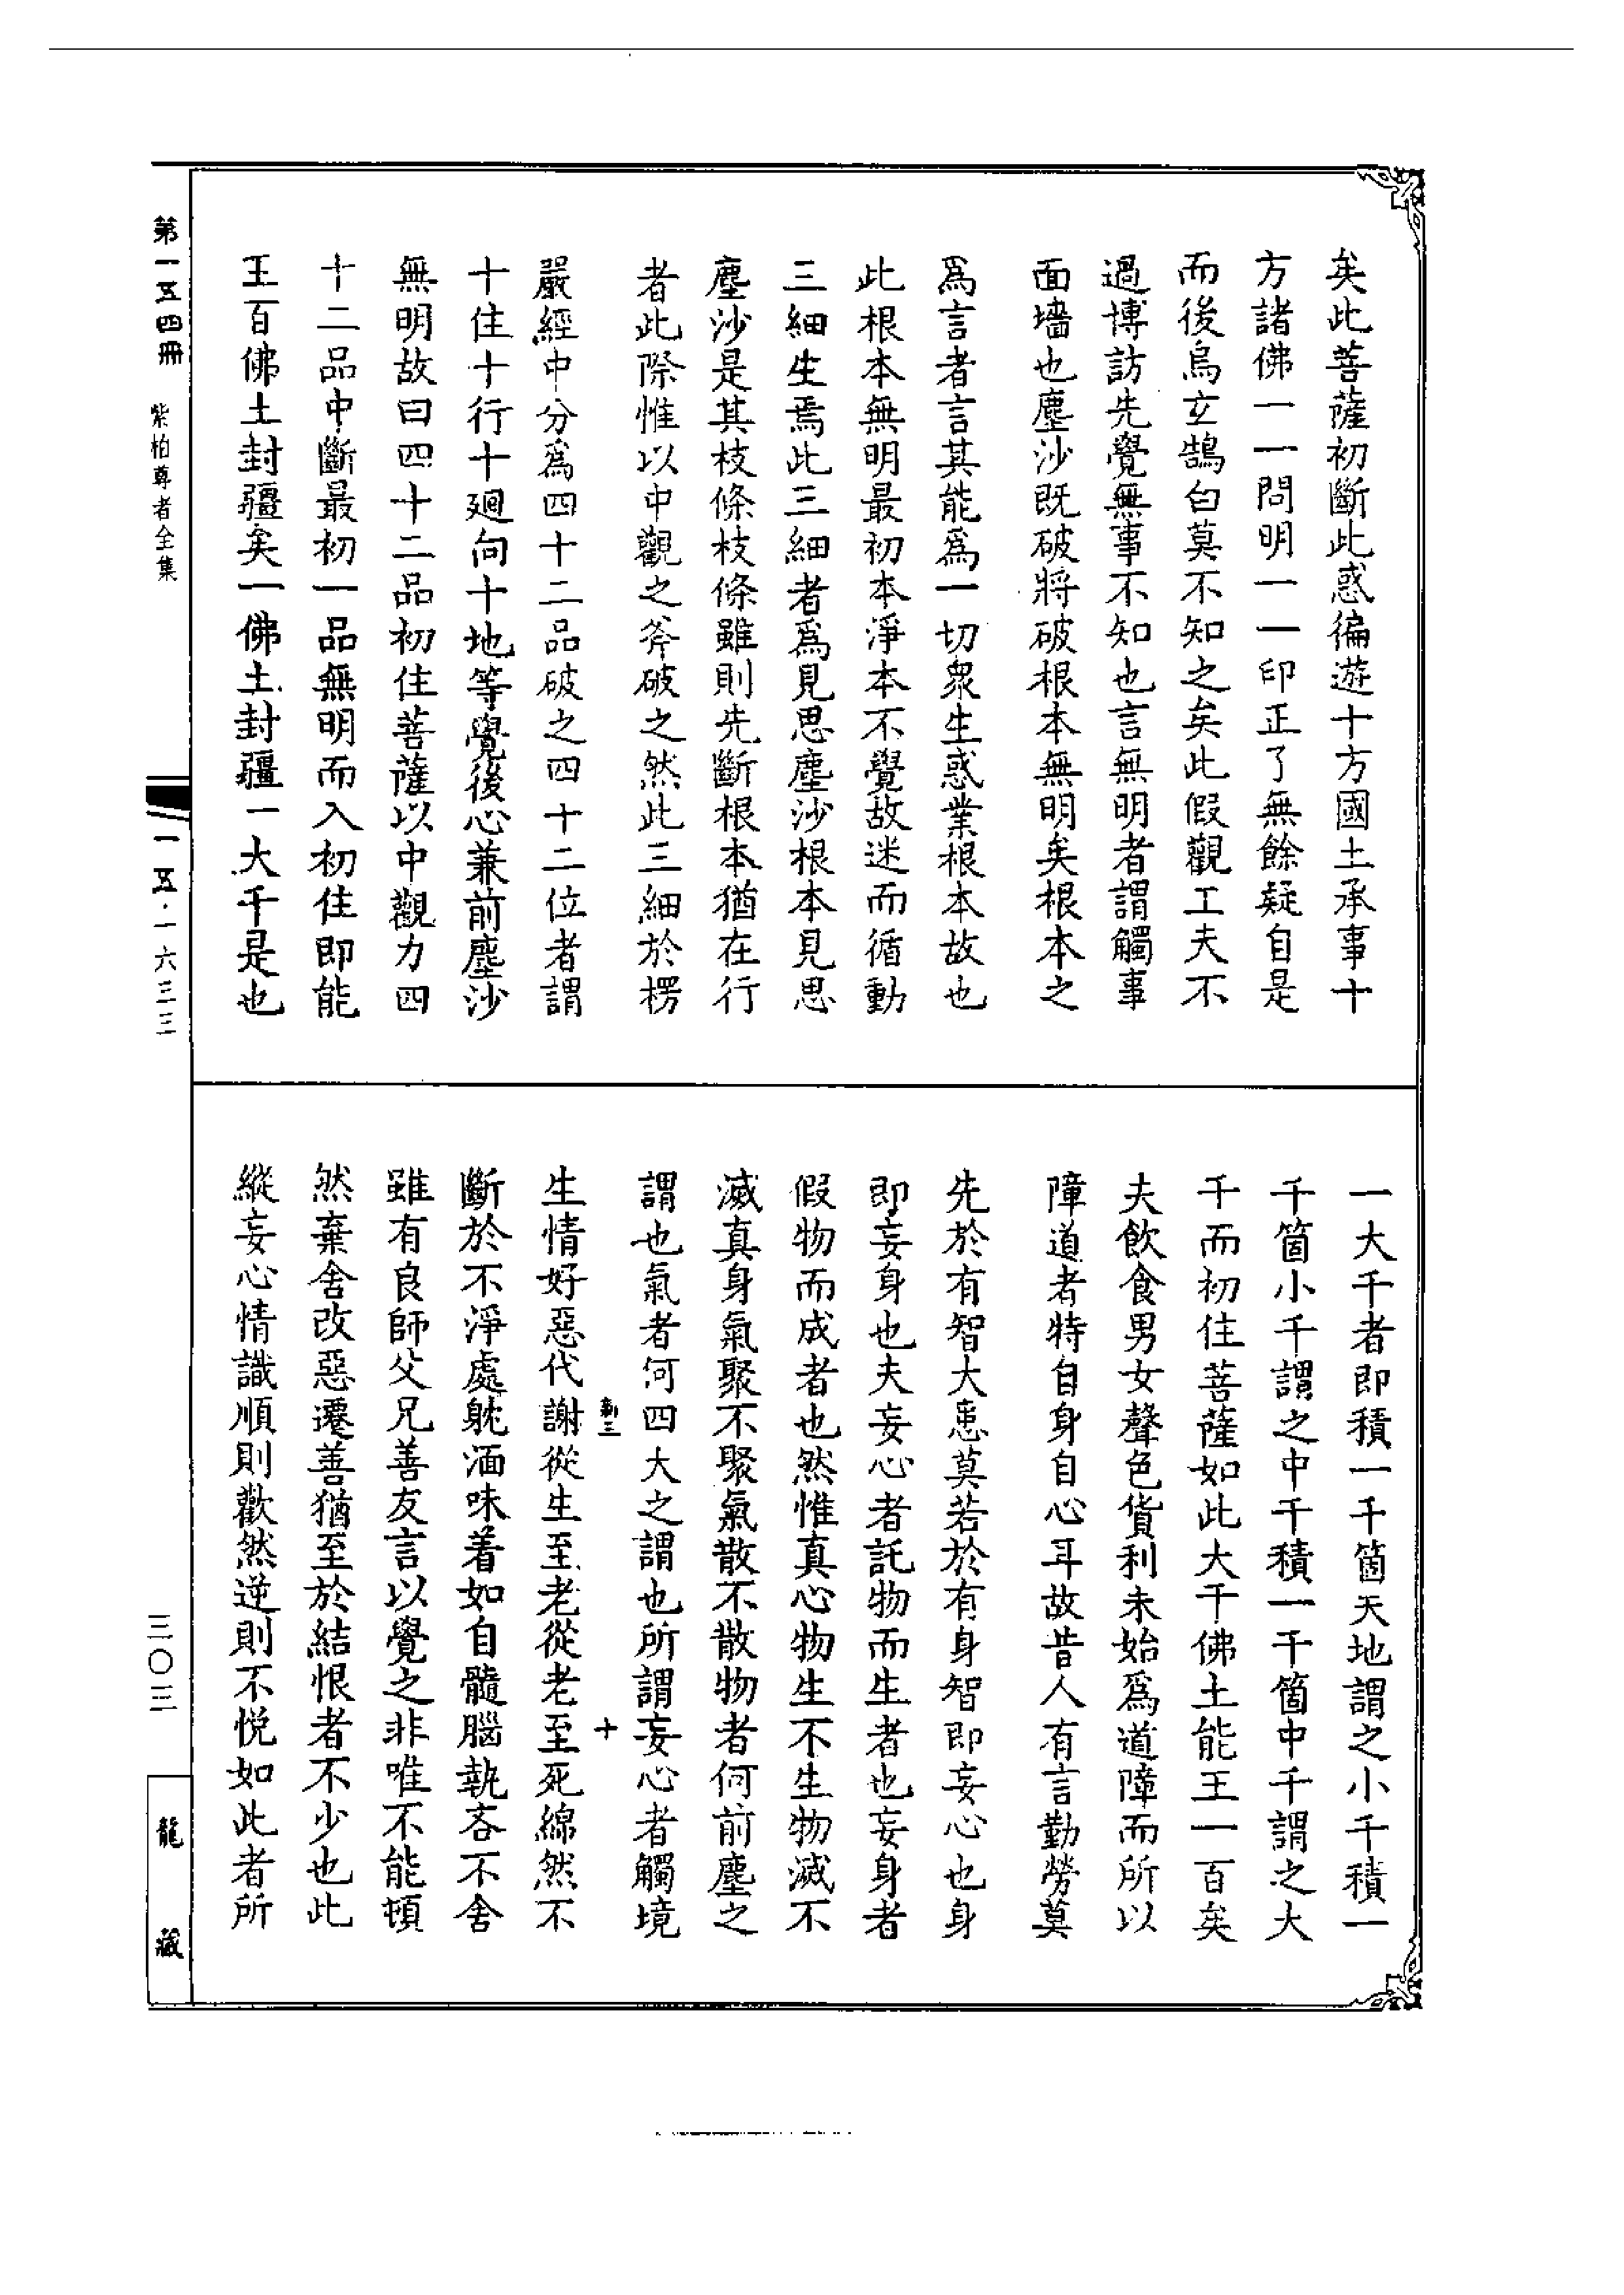 矣此菩薩初斷此惑徧遊十方國土承事十
方諸佛一一問明一一印正了無餘疑自是
而後烏玄鵠白莫不知之矣此假觀工夫不
過博訪先覺無事不知也言無明者謂觸事
面墻也塵沙既破將破根本無明矣根本之
爲言者言其能爲一切衆生惑業根本故也
此根本無明最初本淨本不覺故迷而循動
三細生焉此三細者爲見思塵沙根本見思
塵沙是其枝條枝條雖則先斷根本猶在行
者此際惟以中觀之斧破之然此三細於楞
嚴經中分爲四十二品破之四十二位者謂
十住十行十廻向十地等覺後心兼前塵沙
無明故曰四十二品初住菩薩以中觀力四
十二品中斷最初一品無明而入初住即能
王百佛土封疆矣一佛土封疆一大千是也
一大千者即積一千箇天地謂之小千積一
千箇小千謂之中千積一千箇中千謂之大
千而初住菩薩如此大千佛土能王一百矣
夫飲食男女聲色貨利未始爲道障而所以
障道者特自身自心耳故昔人有言勤勞莫
先於有智大患莫若於有身智即妄心也身
即妄身也夫妄心者託物而生者也妄身者
假物而成者也然惟真心物生不生物滅不
滅真身氣聚不聚氣散不散物者何前塵之
謂也氣者何四大之謂也所謂妄心者觸境
生情好惡代謝從生至老從老至死綿然不
斷於不淨處躭湎味着如自髓腦執吝不舍
雖有良師父兄善友言以覺之非唯不能頓
然棄舍改惡遷善猶至於結恨者不少也此
縱妄心情識順則歡然逆則不悅如此者所
十
第一五四冊
紫柏尊者全集
一五·一六三三
三〇三
龍藏